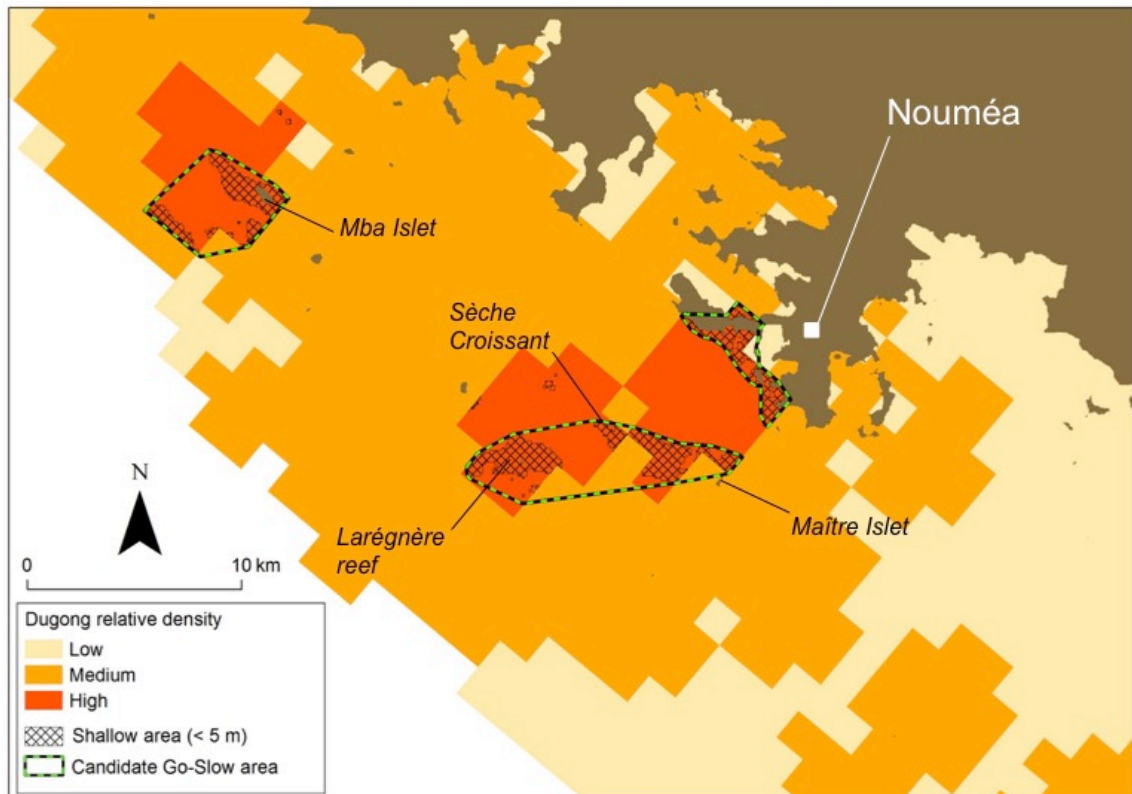 Nouméa
Mba Islet
Sèche
Croissant
Maître Islet
Larégnère
reef
N
0
10 km
Dugong relative density
Low
Medium
High
Shallow area (< 5 m)
Candidate Go-Slow area